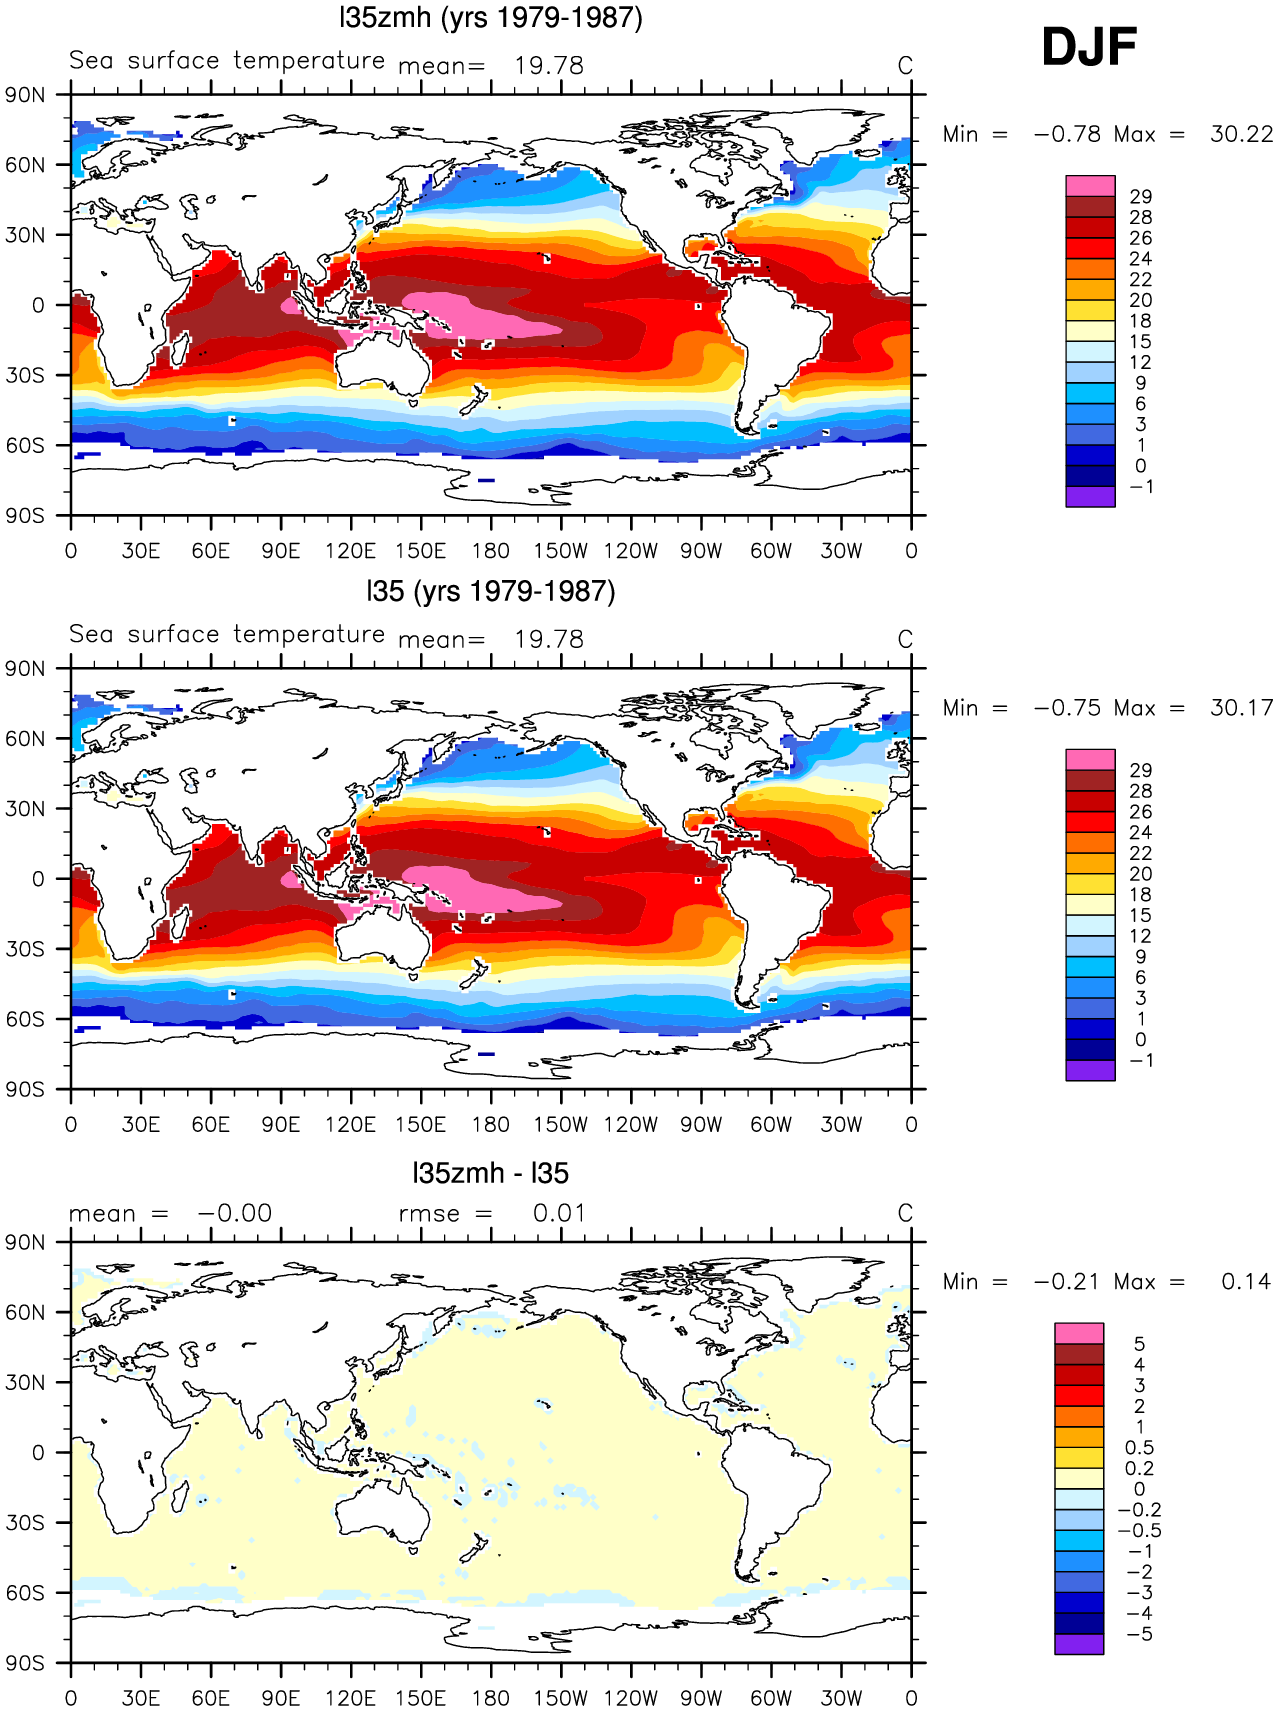 l35zmh (yrs 1979-1987)
DJF
Sea surface temperature mean= 19.78 C
Min = −0.78 Max = 30.22
90N
60N
30N
0
30S
60S
90S
0 30E 60E 90E 120E 150E 180 150W 120W 90W 60W 30W 0
29
28
26
24
22
20
18
15
12
9
6
3
1
0
−1
l35 (yrs 1979-1987)
Sea surface temperature mean= 19.78 C
Min = −0.75 Max = 30.17
90N
60N
30N
0
30S
60S
90S
0 30E 60E 90E 120E 150E 180 150W 120W 90W 60W 30W 0
29
28
26
24
22
20
18
15
12
9
6
3
1
0
−1
l35zmh - l35
mean = −0.00 rmse = 0.01 C
Min = −0.21 Max = 0.14
90N
60N
30N
0
30S
60S
90S
0 30E 60E 90E 120E 150E 180 150W 120W 90W 60W 30W 0
5
4
3
2
1
0.5
0.2
0
−0.2
−0.5
−1
−2
−3
−4
−5